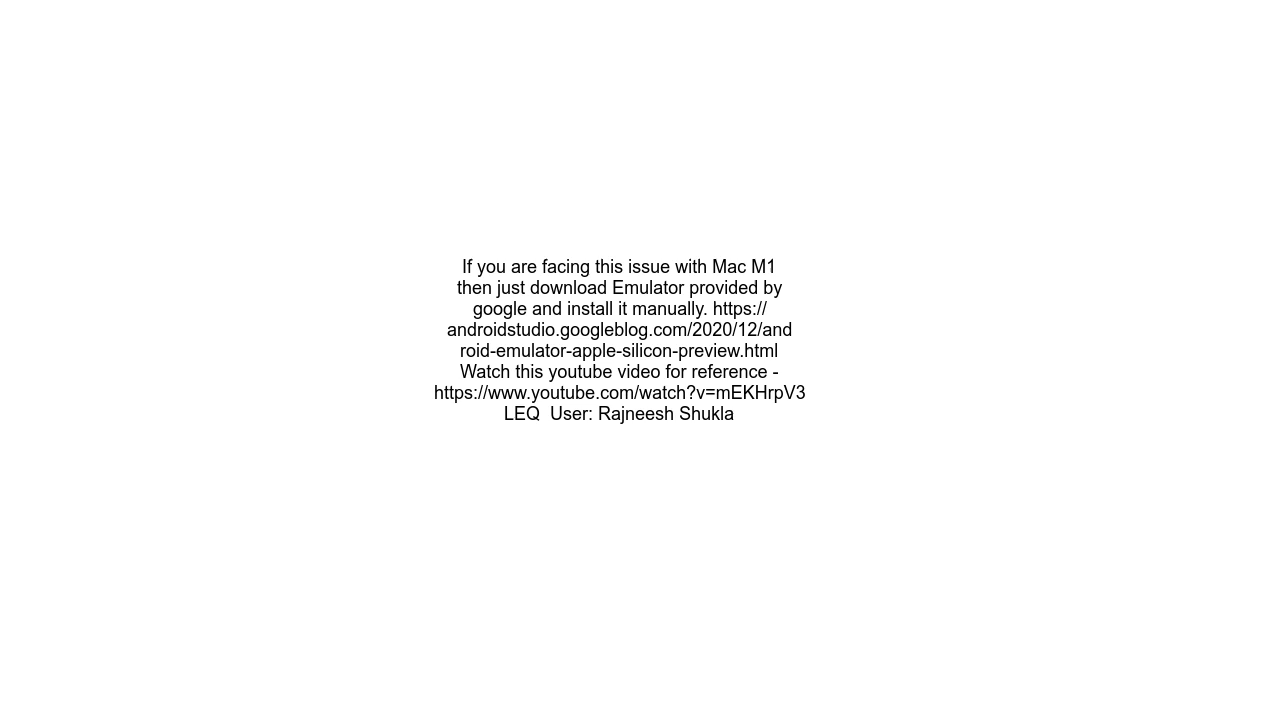 If you are facing this issue with Mac M1
then just download Emulator provided by
google and install it manually. https://
androidstudio.googleblog.com/2020/12/and
roid-emulator-apple-silicon-preview.html
Watch this youtube video for reference -
https://www.youtube.com/watch?v=mEKHrpV3
LEQ  User: Rajneesh Shukla